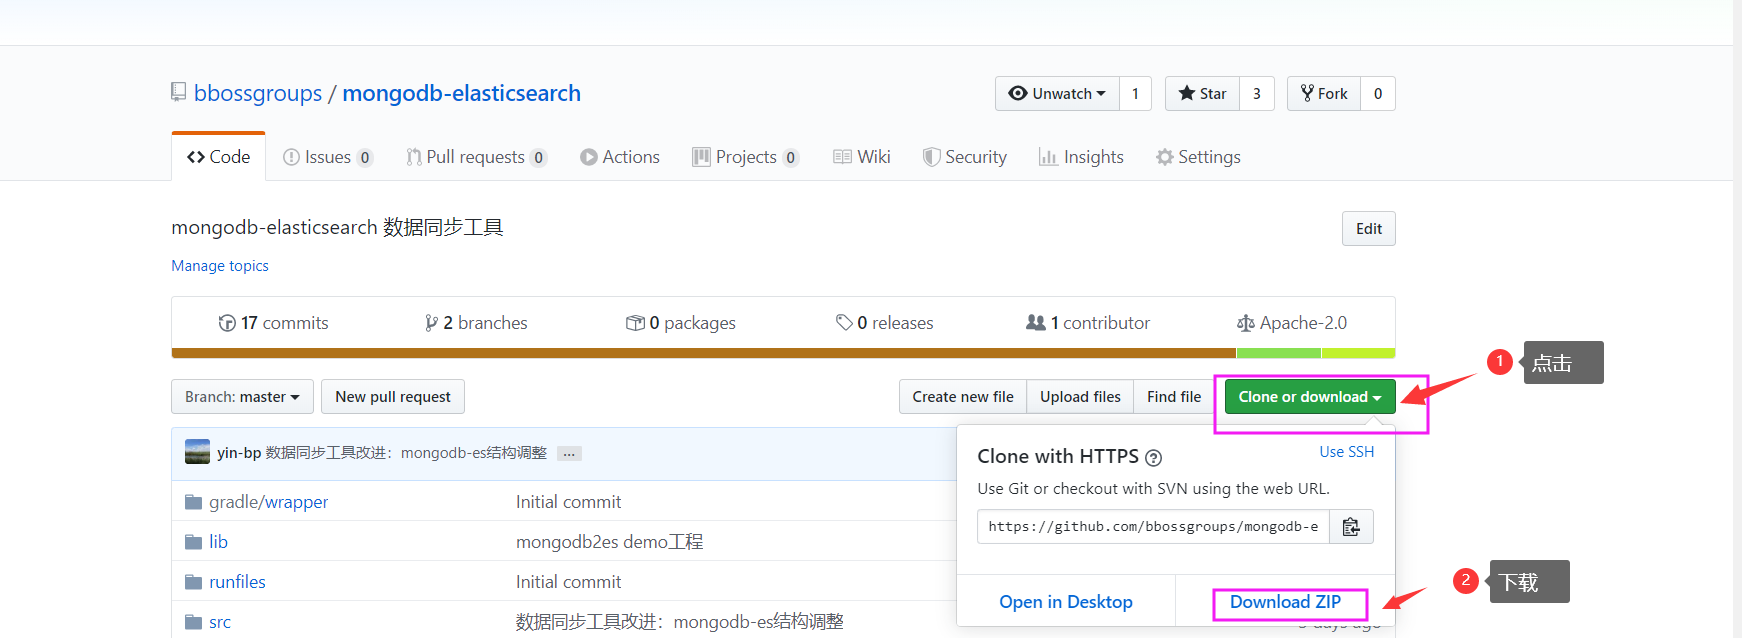 bbossgroups / mongodb-elasticsearch
Unwatch 1 Star 3 Fork 0
Code Issues 0 Pull requests 0 Actions Projects 0 Wiki Security Insights Settings
mongodb-elasticsearch 数据同步工具
Edit
Manage topics
17 commits 2 branches 0 packages 0 releases 1 contributor Apache-2.0
1 点击
Branch: master New pull request Create new file Upload files Find file Clone or download
yin-bp 数据同步工具改进：mongodb-es结构调整 ...
Clone with HTTPS ? Use SSH
Use Git or checkout with SVN using the web URL.
https://github.com/bbossgroups/mongodb-e
gradle/wrapper Initial commit
lib mongodb2es demo工程
runfiles Initial commit
src 数据同步工具改进：mongodb-es结构调整
2 下载
Open in Desktop Download ZIP